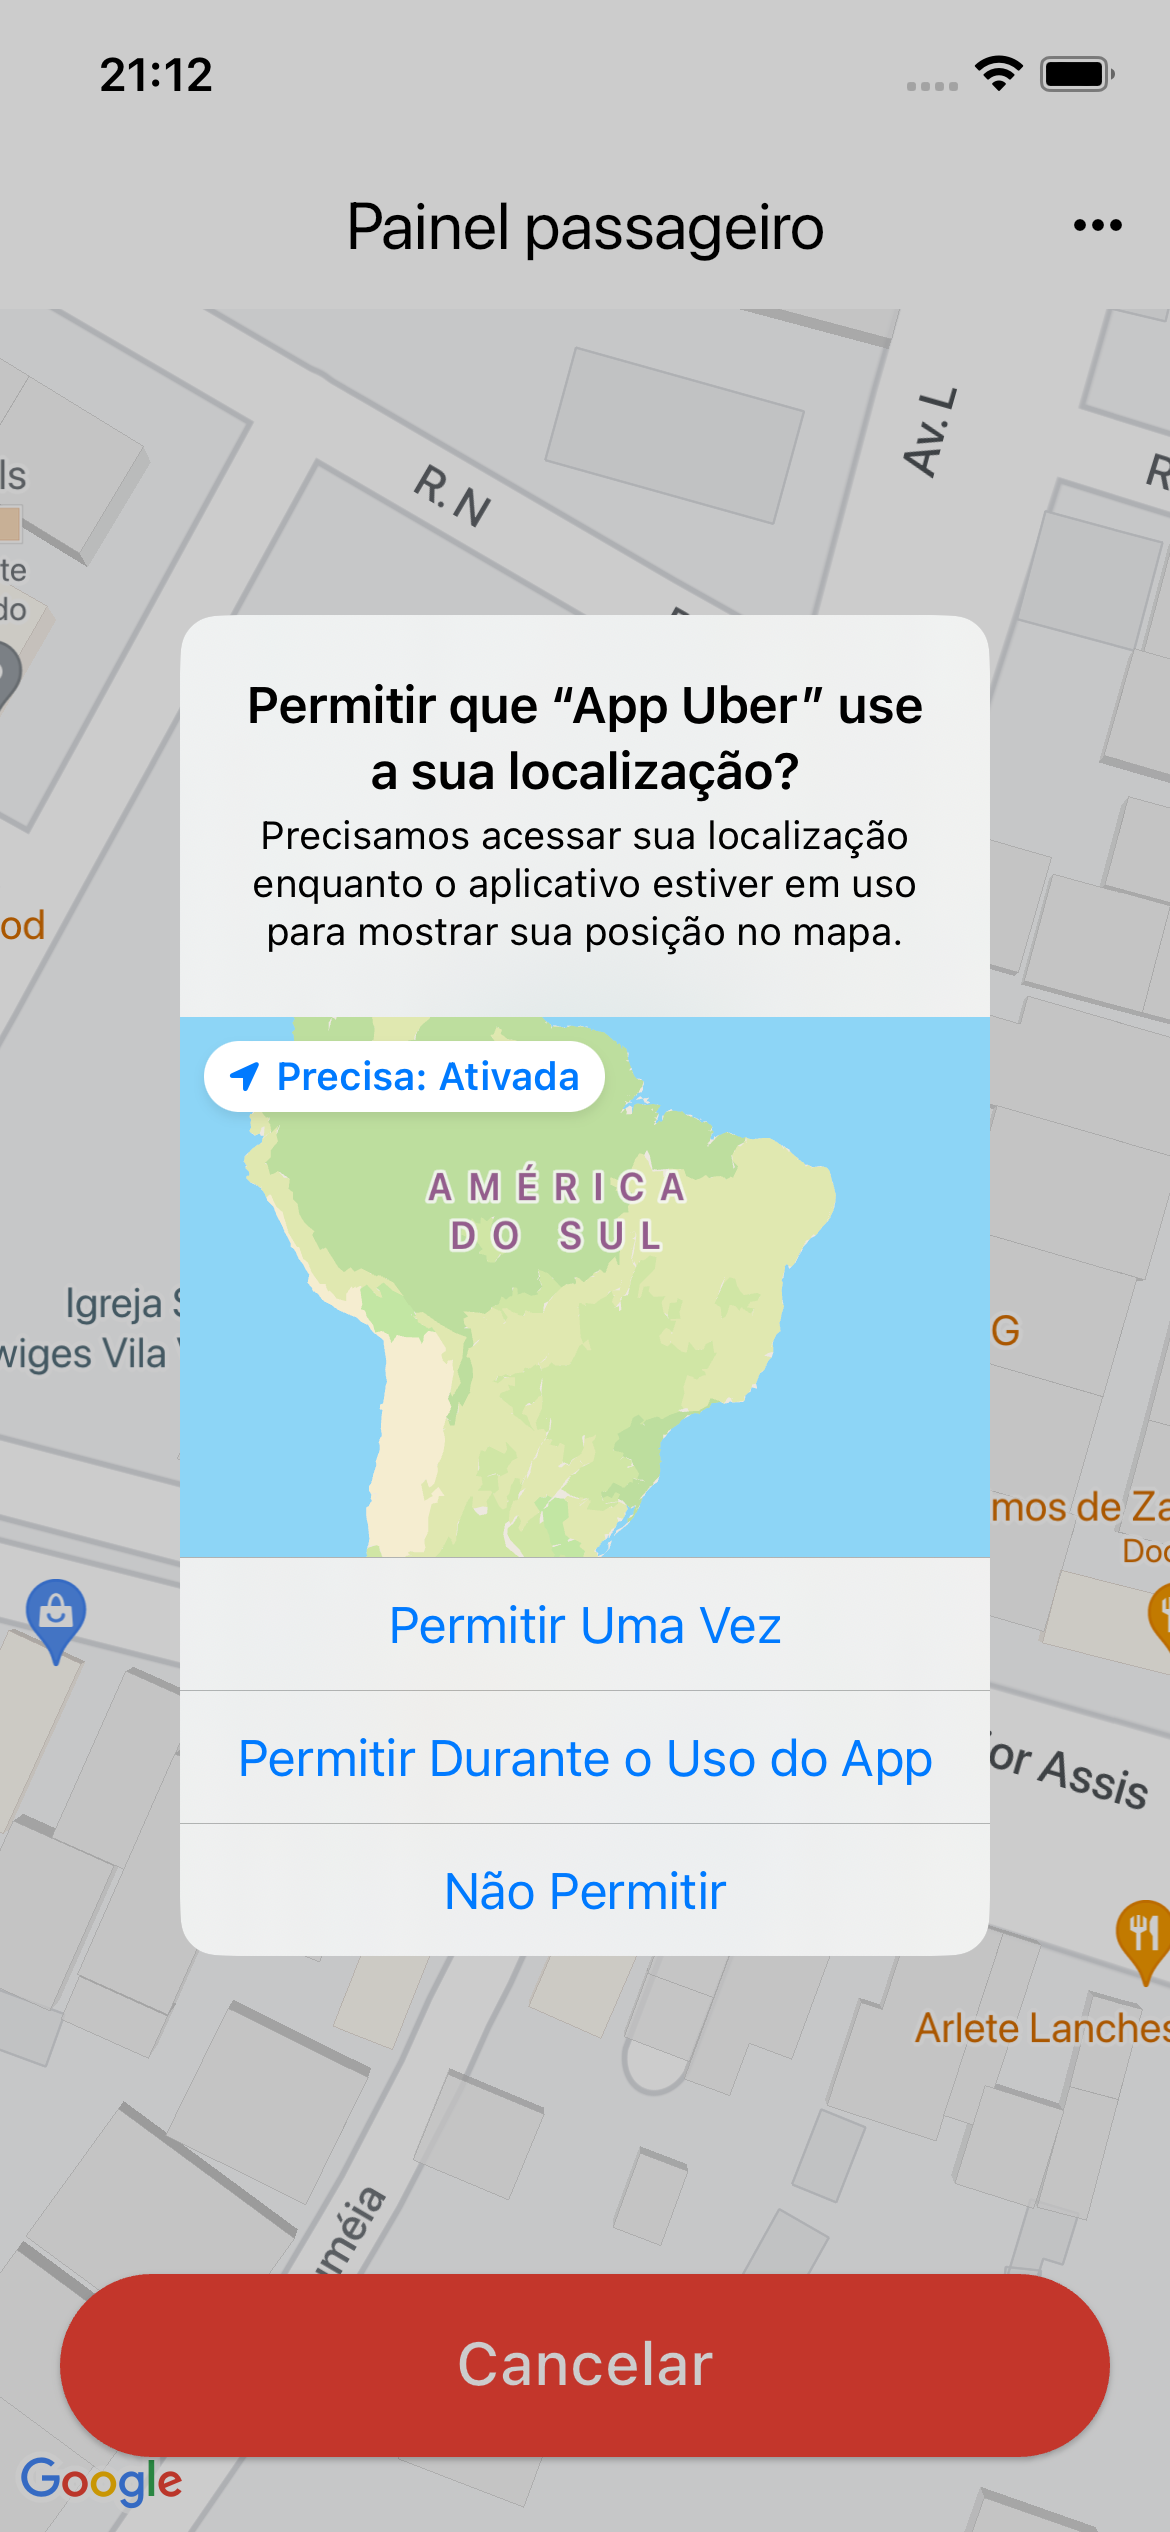 21:12
Painel passageiro
Av. L
R. N
ls
te
do
Permitir que “App Uber” use
a sua localização?
Precisamos acessar sua localização
enquanto o aplicativo estiver em uso
para mostrar sua posição no mapa.
od
Precisa: Ativada
AMÉRICA
DO SUL
Igreja
wiges Vila
G
mos de Za
Doc
Permitir Uma Vez
Permitir Durante o Uso do App
or Assis
Não Permitir
Arlete Lanches
uméia
Cancelar
Google